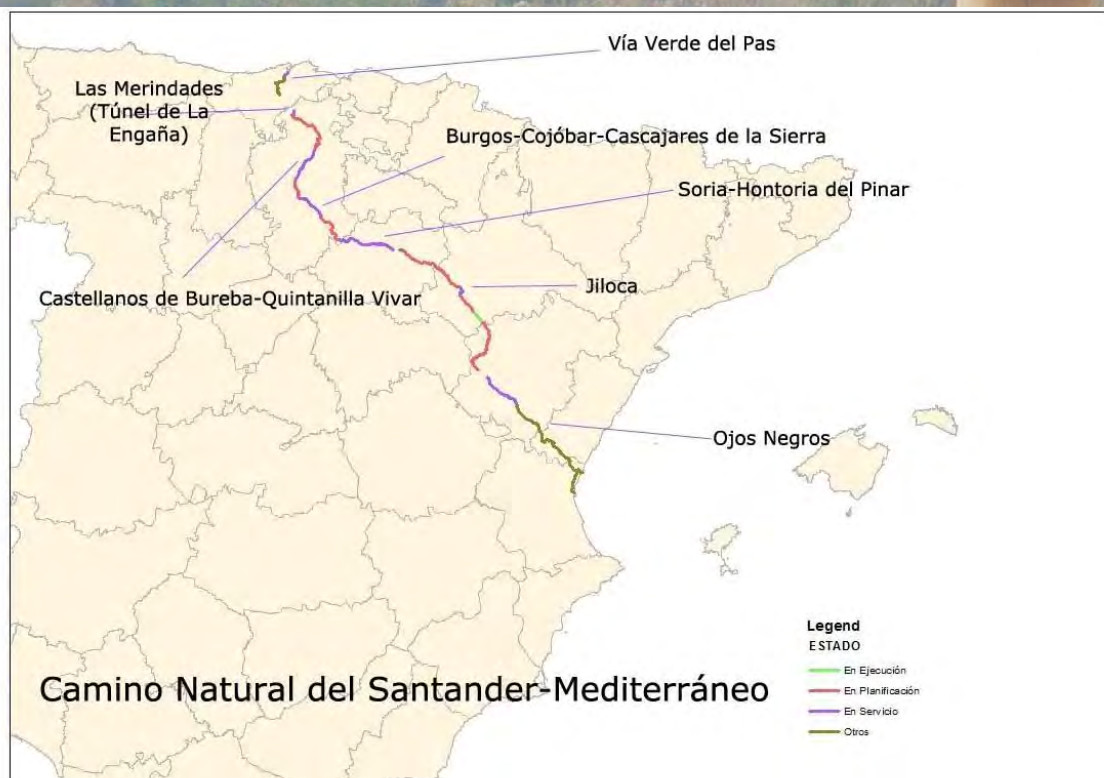 Vía Verde del Pas
Las Merindades
(Túnel de La
Engaña)
Burgos-Cojóbar-Cascajares de la Sierra
Soria-Hontoria del Pinar
Jiloca
Castellanos de Bureba-Quintanilla Vivar
Ojos Negros
Legend
ESTADO
En Ejecución
En Planificación
En Servicio
Otros
Camino Natural del Santander-Mediterráneo